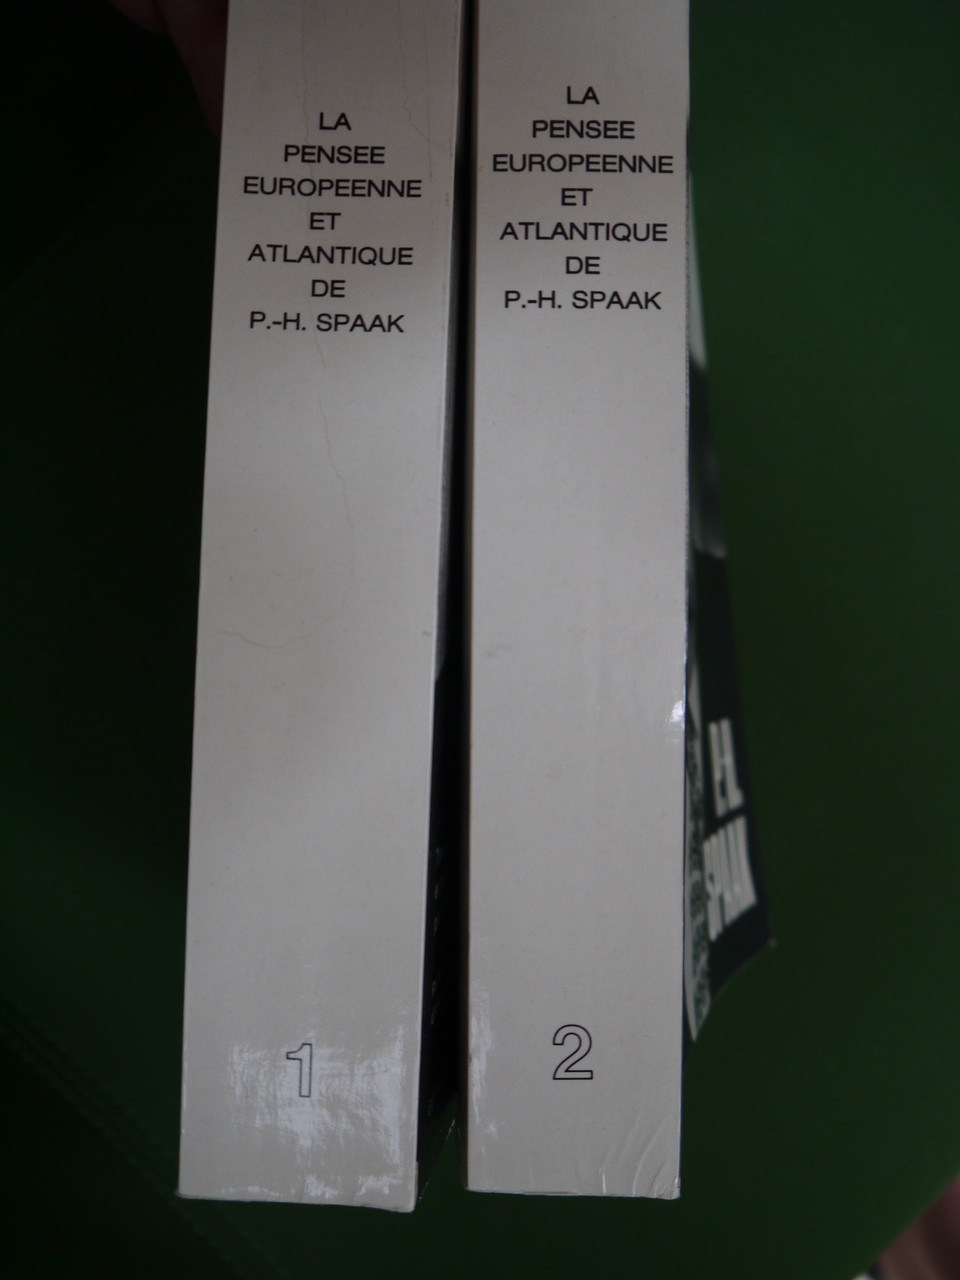 LA
PENSEE
EUROPEENNE
ET
ATLANTIQUE
DE
P.-H. SPAAK
1
LA
PENSEE
EUROPEENNE
ET
ATLANTIQUE
DE
P.-H. SPAAK
2
P.-H.
SPAAK